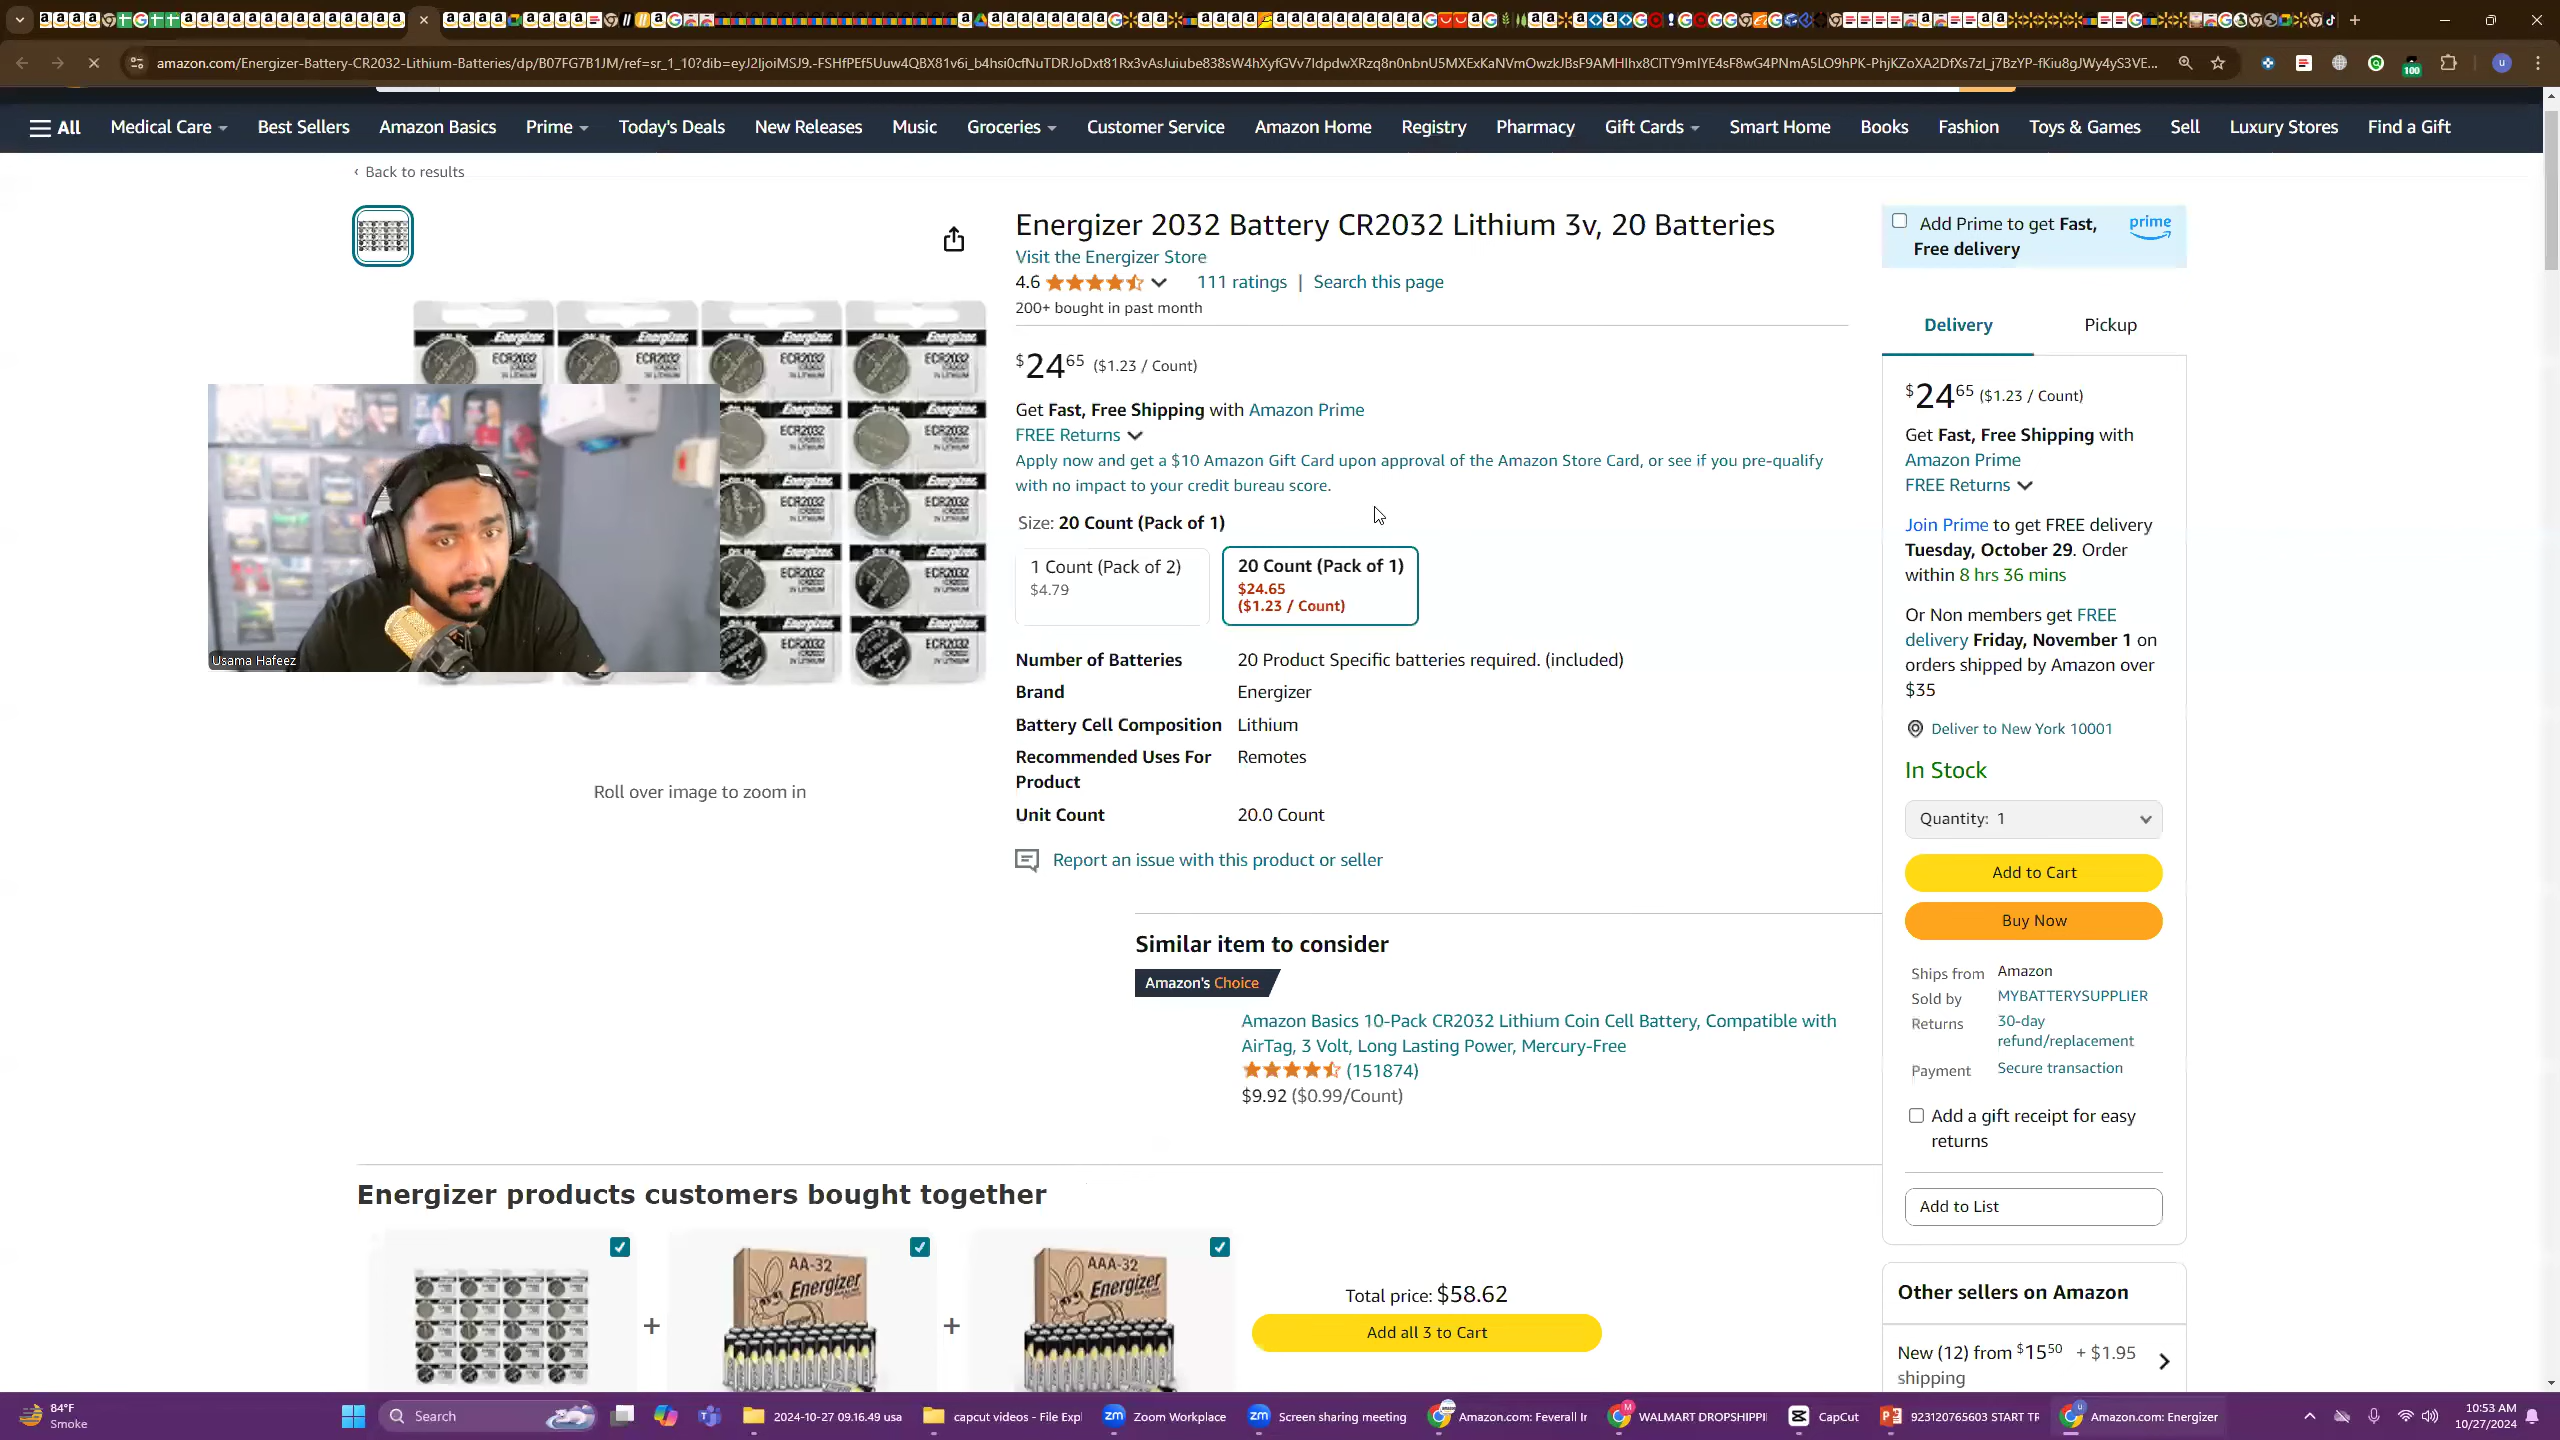 amazon.com/Energizer-Battery-CR2032-Lithium-Batteries/dp/B07FG7B1JM/ref=sr_1_10?
100
All
Medical Care
Best Sellers
Amazon Basics
Prime
Today's Deals
New Releases
Music
Groceries
Customer Service
Amazon Home
Registry
Pharmacy
Gift Cards
Smart Home
Books
Fashion
Toys & Games
Sell
Luxury Stores
Find a Gift
‹ Back to results
Energizer
ECR2032
Usama Hafeez
Roll over image to zoom in
Energizer 2032 Battery CR2032 Lithium 3v, 20 Batteries
Visit the Energizer Store
4.6 111 ratings | Search this page
200+ bought in past month
$24 65 ($1.23 / Count)
Get Fast, Free Shipping with Amazon Prime
FREE Returns
Apply now and get a $10 Amazon Gift Card upon approval of the Amazon Store Card, or see if you pre-qualify
with no impact to your credit bureau score.
Size: 20 Count (Pack of 1)
1 Count (Pack of 2)
$4.79
20 Count (Pack of 1)
$24.65
($1.23 / Count)
Number of Batteries 20 Product Specific batteries required. (included)
Brand Energizer
Battery Cell Composition Lithium
Recommended Uses For Remotes
Product
Unit Count 20.0 Count
Report an issue with this product or seller
Similar item to consider
Amazon's Choice
Amazon Basics 10-Pack CR2032 Lithium Coin Cell Battery, Compatible with
AirTag, 3 Volt, Long Lasting Power, Mercury-Free
(151874)
$9.92 ($0.99/Count)
Add Prime to get Fast,
Free delivery
prime
Delivery
Pickup
$24 65 ($1.23 / Count)
Get Fast, Free Shipping with
Amazon Prime
FREE Returns
Join Prime to get FREE delivery
Tuesday, October 29. Order
within 8 hrs 36 mins
Or Non members get FREE
delivery Friday, November 1 on
orders shipped by Amazon over
$35
Deliver to New York 10001
In Stock
Quantity: 1
Add to Cart
Buy Now
Ships from Amazon
Sold by MYBATTERYSUPPLIER
Returns 30-day
refund/replacement
Payment Secure transaction
Add a gift receipt for easy
returns
Add to List
Other sellers on Amazon
New (12) from $15 50 + $1.95
shipping
Energizer products customers bought together
AA-32
Energizer
AAA-32
Energizer
Total price: $58.62
Add all 3 to Cart
84°F
Smoke
Search
2024-10-27 09.16.49 usa
capcut videos - File Expl
Zoom Workplace
Screen sharing meeting
Amazon.com: Feverall Ir
WALMART DROPSHIPPI
CapCut
923120765603 START TR
Amazon.com: Energizer
10:53 AM
10/27/2024